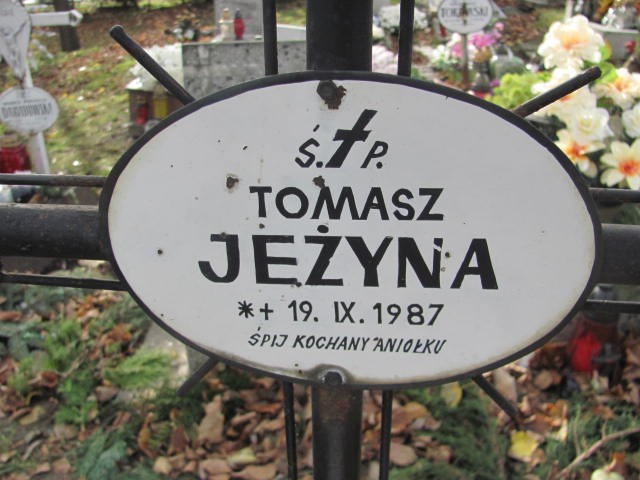 Ś. P.
TOMASZ
JEŻYNA
*+ 19. IX. 1987
ŚPIJ KOCHANY ANIOŁKU